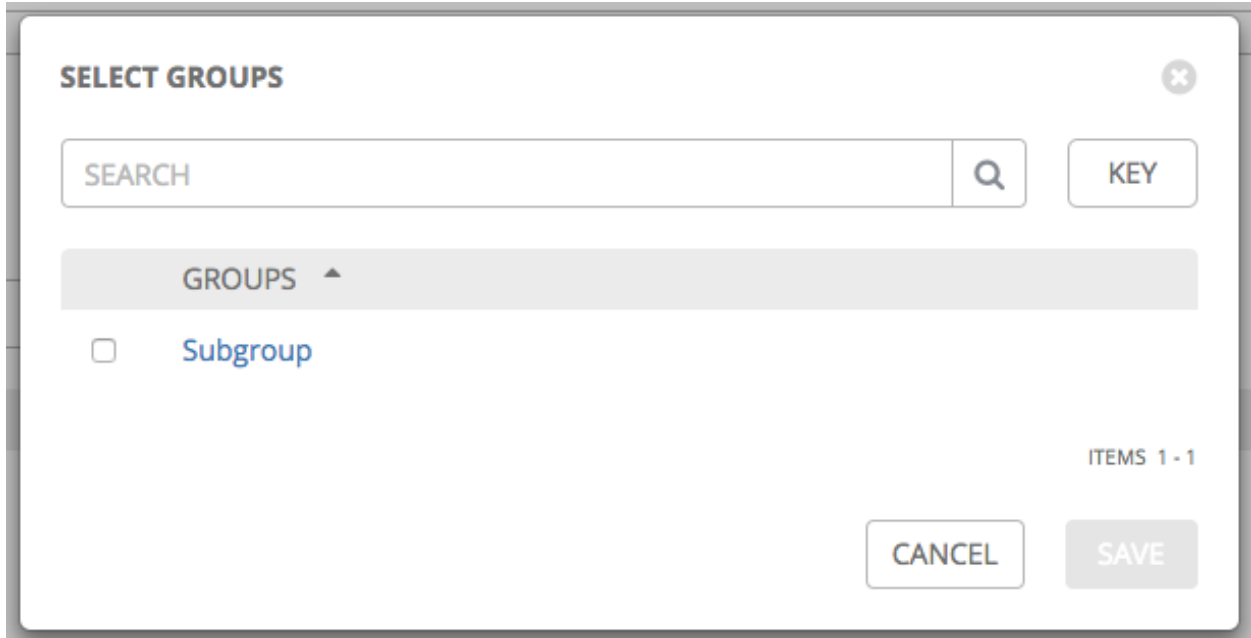 SELECT GROUPS
SEARCH
KEY
GROUPS
Subgroup
ITEMS 1 - 1
CANCEL
SAVE